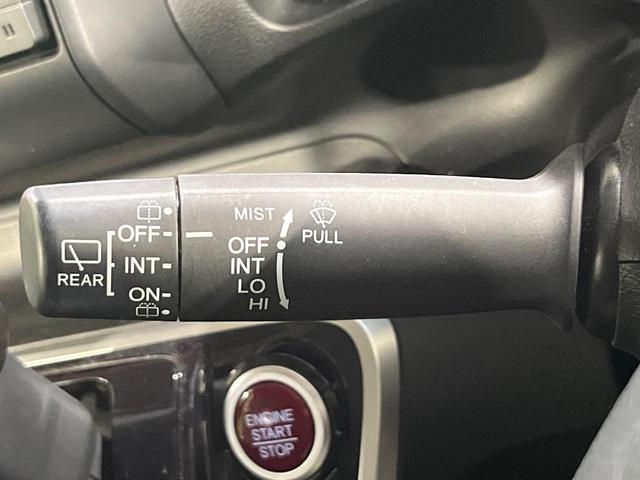 MIST
PULL
OFF
INT
LO
HI
OFF
INT
ON
REAR
ENGINE
START
STOP